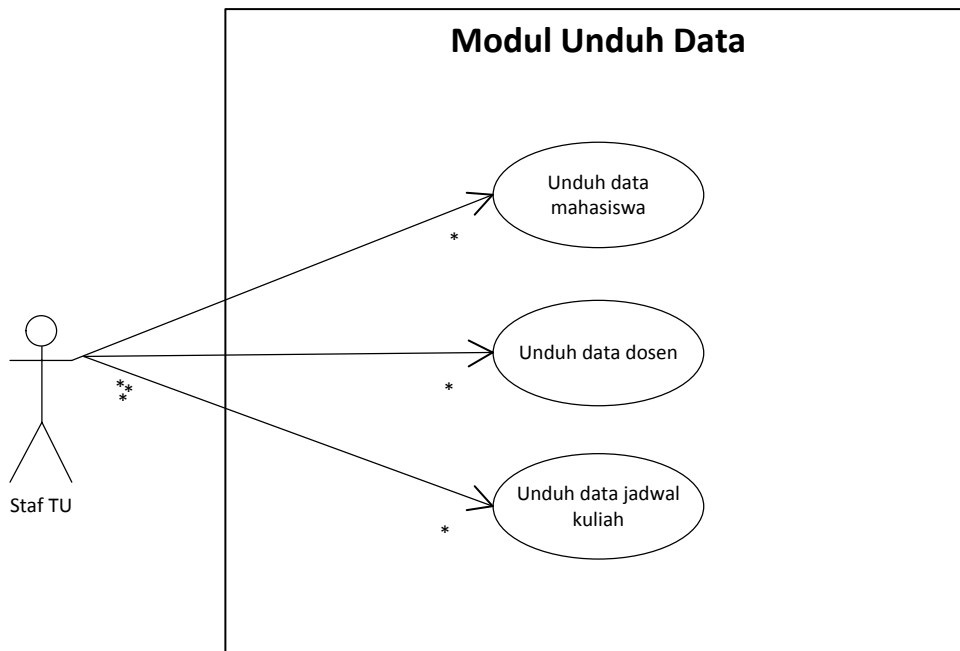 Modul Unduh Data
Unduh data
mahasiswa
*
Unduh data dosen
*
*
*
*
Unduh data jadwal
kuliah
*
Staf TU